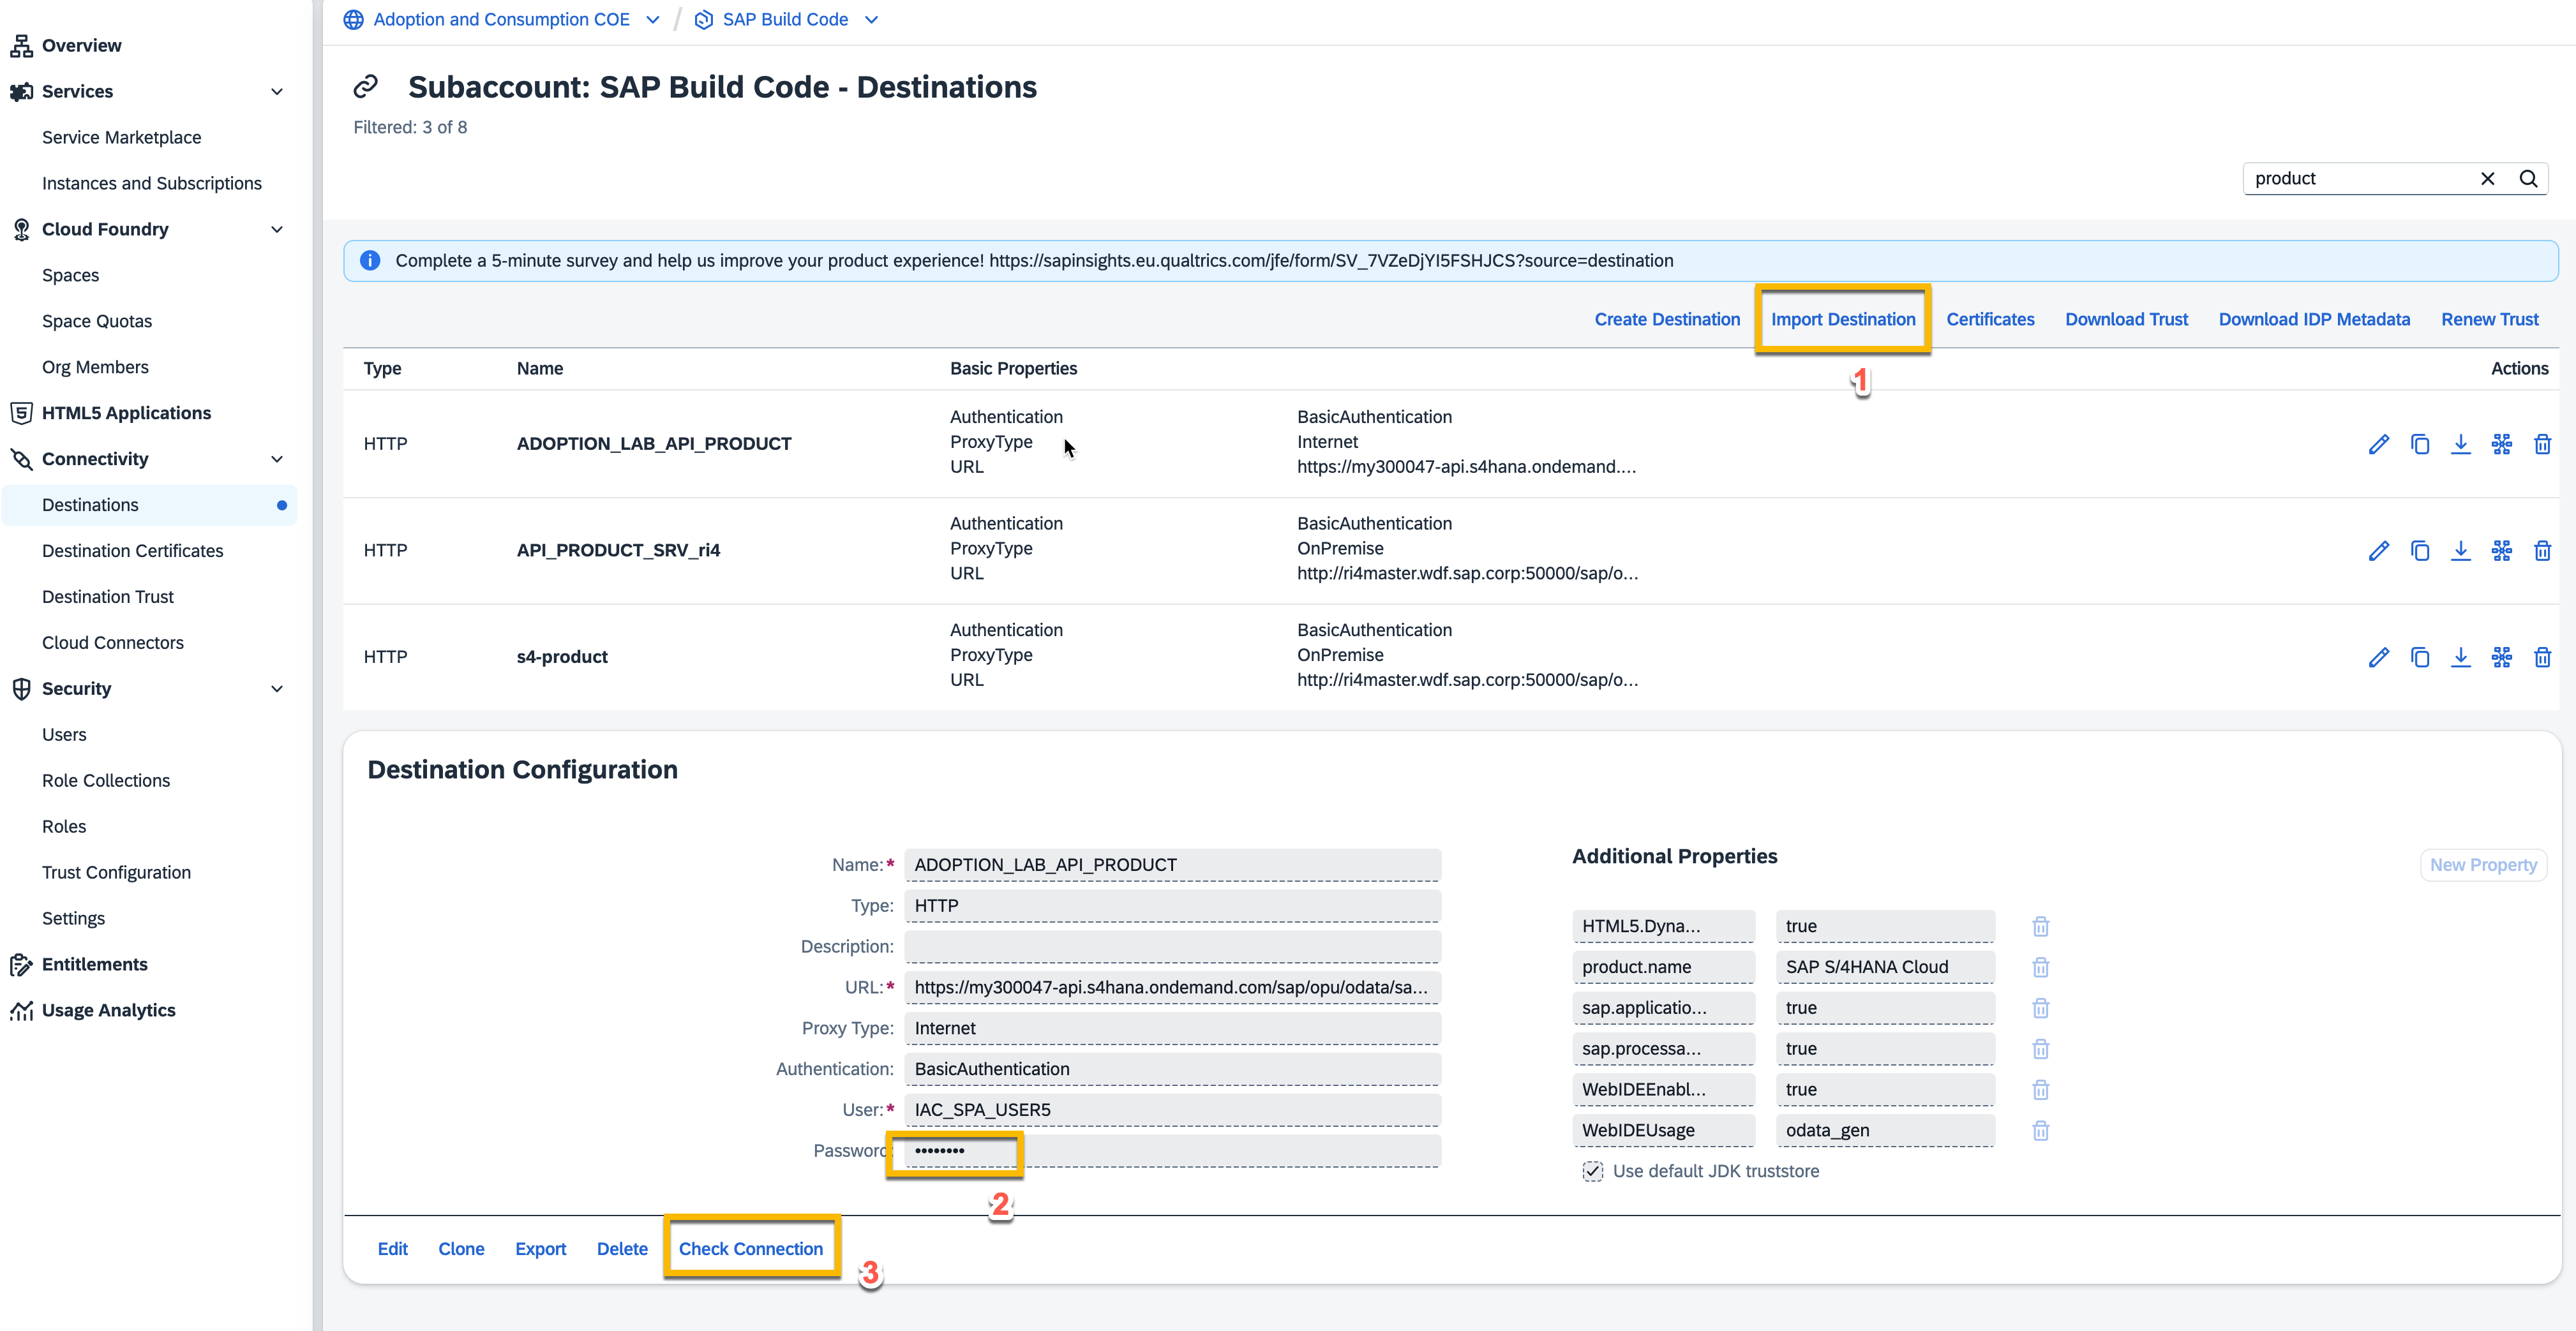 Overview
Services
Service Marketplace
Instances and Subscriptions
Cloud Foundry
Spaces
Space Quotas
Org Members
HTML5 Applications
Connectivity
Destinations
Destination Certificates
Destination Trust
Cloud Connectors
Security
Users
Role Collections
Roles
Trust Configuration
Settings
Entitlements
Usage Analytics
Adoption and Consumption COE / SAP Build Code
Subaccount: SAP Build Code - Destinations
Filtered: 3 of 8
product
Complete a 5-minute survey and help us improve your product experience! https://sapinsights.eu.qualtrics.com/jfe/form/SV_7VZeDjYI5FSHJCS?source=destination
Create Destination Import Destination Certificates Download Trust Download IDP Metadata Renew Trust
1
Type Name Basic Properties Actions
HTTP ADOPTION_LAB_API_PRODUCT
Authentication BasicAuthentication
ProxyType Internet
URL https://my300047-api.s4hana.ondemand....
HTTP API_PRODUCT_SRV_ri4
Authentication BasicAuthentication
ProxyType OnPremise
URL http://ri4master.wdf.sap.corp:50000/sap/o...
HTTP s4-product
Authentication BasicAuthentication
ProxyType OnPremise
URL http://ri4master.wdf.sap.corp:50000/sap/o...
Destination Configuration
Name:* ADOPTION_LAB_API_PRODUCT
Type: HTTP
Description:
URL:* https://my300047-api.s4hana.ondemand.com/sap/opu/odata/sa...
Proxy Type: Internet
Authentication: BasicAuthentication
User:* IAC_SPA_USER5
Password: ••••••••
2
Additional Properties
New Property
HTML5.Dyna... true
product.name SAP S/4HANA Cloud
sap.applicatio... true
sap.processa... true
WebIDEEnabl... true
WebIDEUsage odata_gen
Use default JDK truststore
Edit Clone Export Delete Check Connection
3